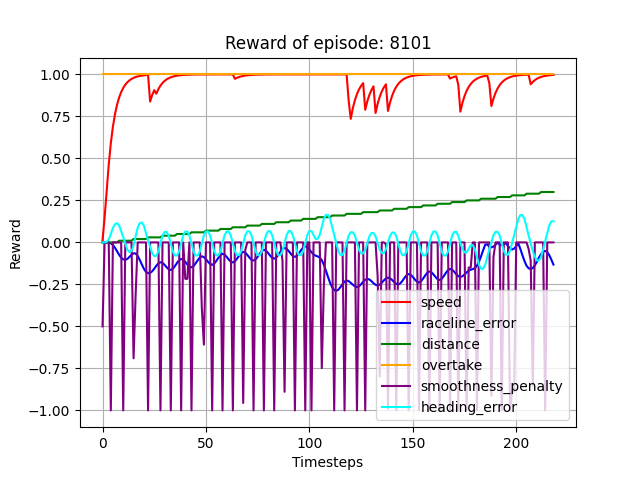 Reward of episode: 8101
1.00
0.75
0.50
0.25
0.00
−0.25
−0.50
−0.75
−1.00
Reward
speed
raceline_error
distance
overtake
smoothness_penalty
heading_error
0 50 100 150 200
Timesteps